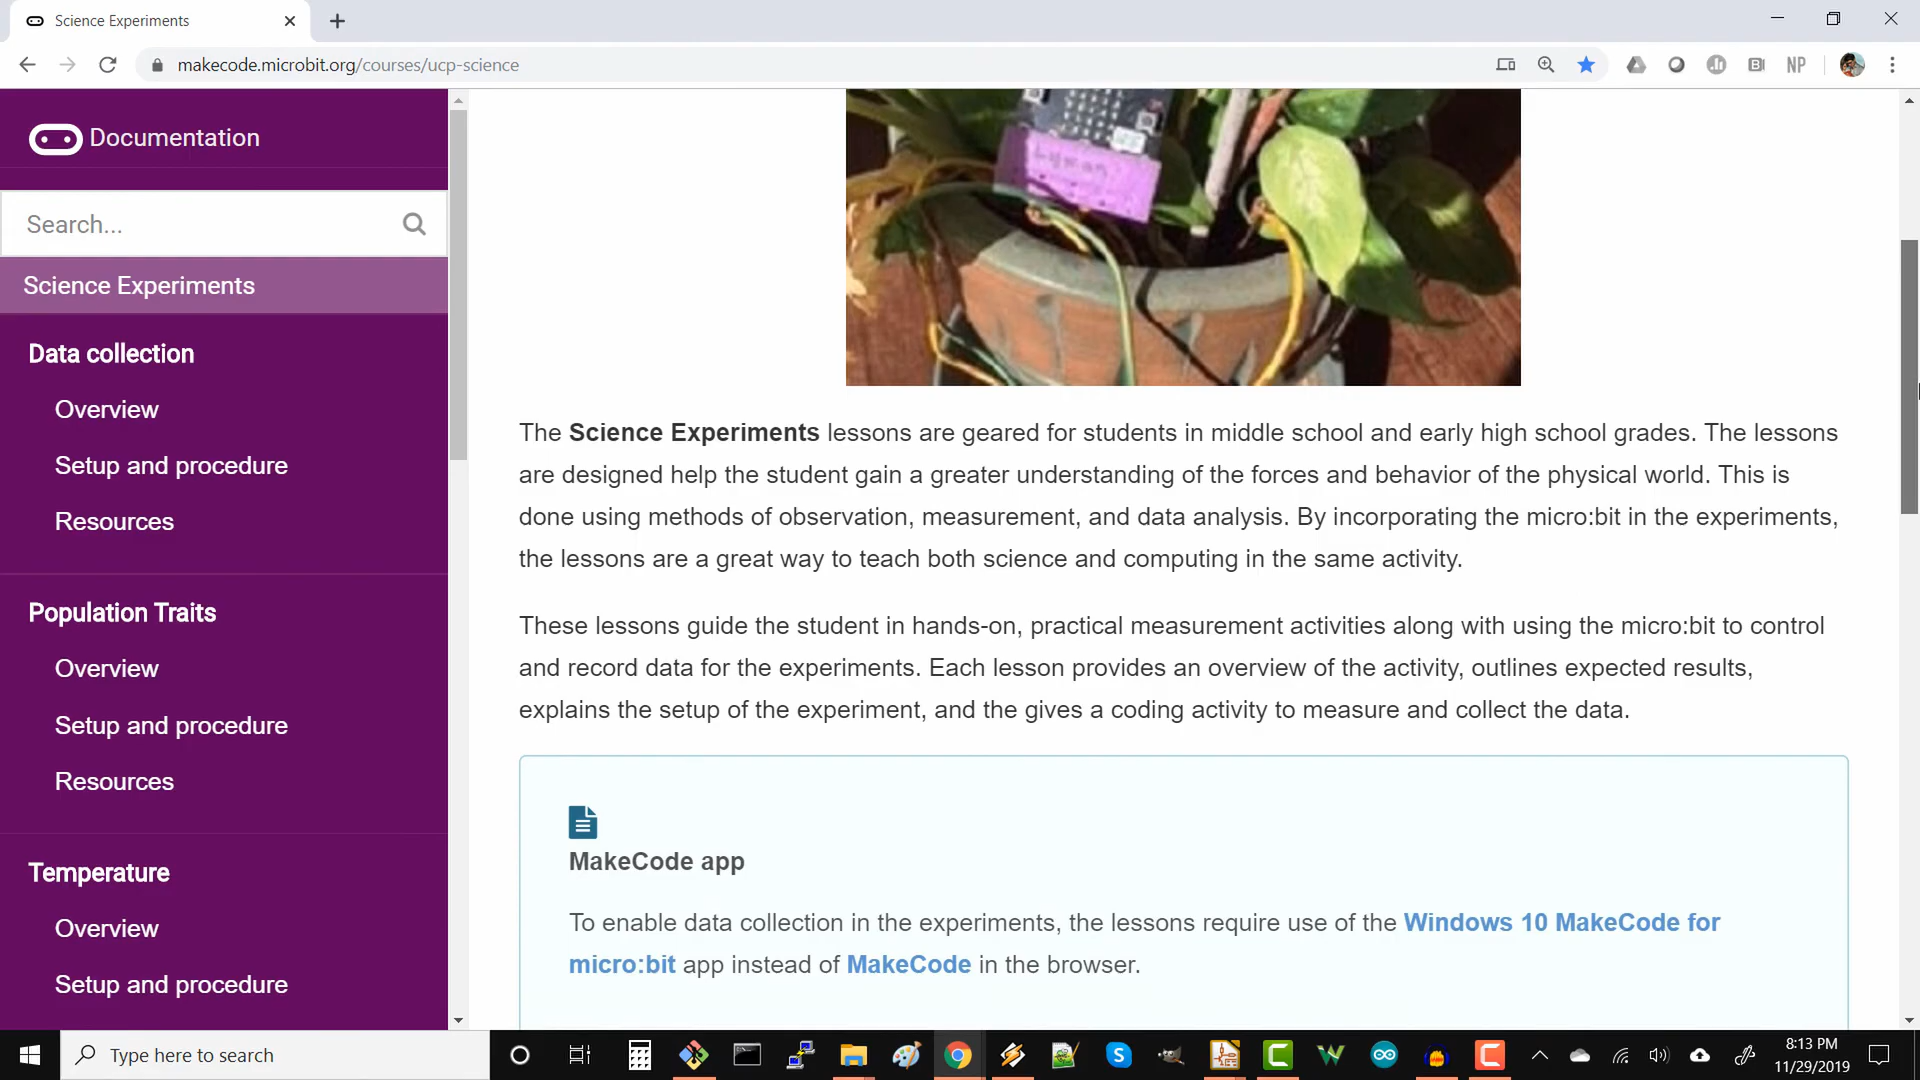 Science Experiments
makecode.microbit.org/courses/ucp-science
NP
Documentation
Search...
Science Experiments
Data collection
Overview
Setup and procedure
Resources
Population Traits
Overview
Setup and procedure
Resources
Temperature
Overview
Setup and procedure
The Science Experiments lessons are geared for students in middle school and early high school grades. The lessons
are designed help the student gain a greater understanding of the forces and behavior of the physical world. This is
done using methods of observation, measurement, and data analysis. By incorporating the micro:bit in the experiments,
the lessons are a great way to teach both science and computing in the same activity.
These lessons guide the student in hands-on, practical measurement activities along with using the micro:bit to control
and record data for the experiments. Each lesson provides an overview of the activity, outlines expected results,
explains the setup of the experiment, and the gives a coding activity to measure and collect the data.
MakeCode app
To enable data collection in the experiments, the lessons require use of the Windows 10 MakeCode for
micro:bit app instead of MakeCode in the browser.
Type here to search
8:13 PM
11/29/2019